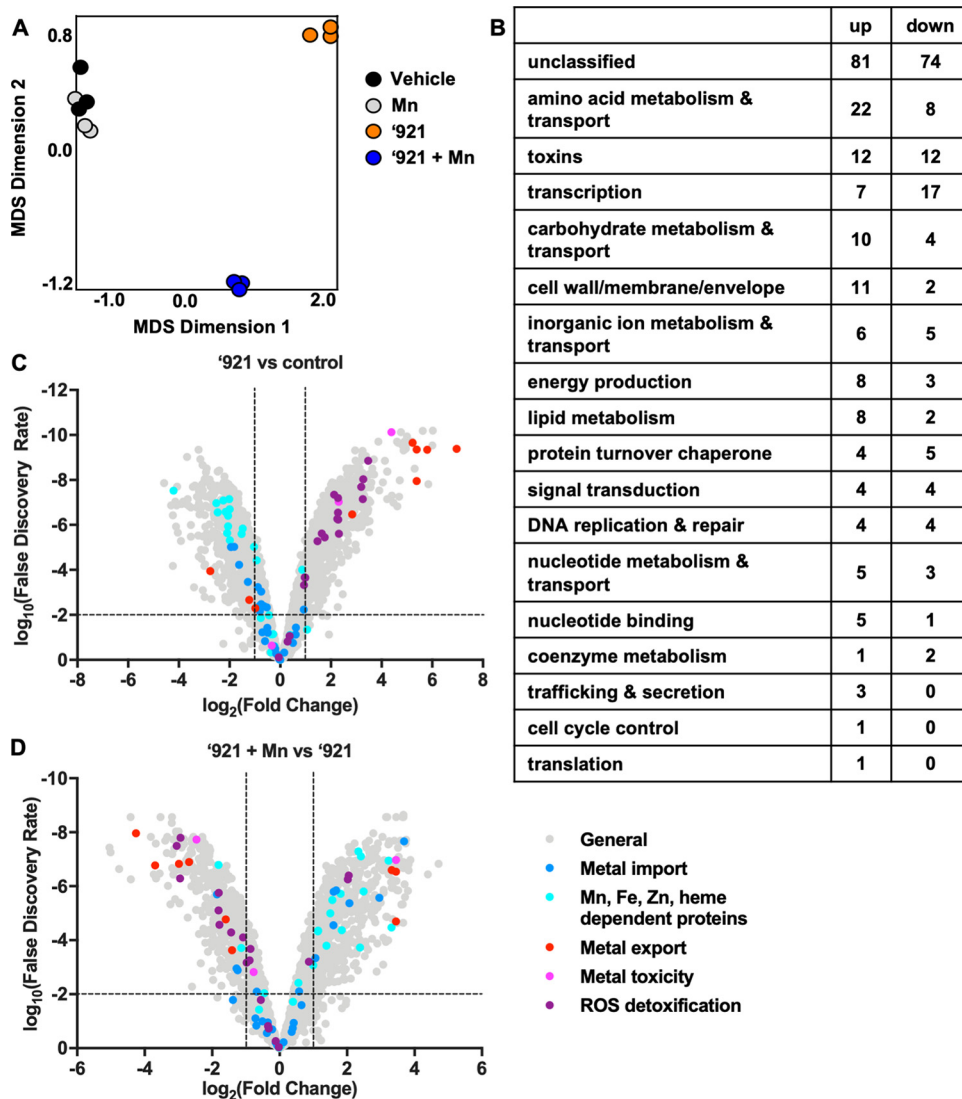 A
0.8
0.0
-1.2
MDS Dimension 2
-1.0 0.0 2.0
MDS Dimension 1
Vehicle
Mn
‘921
‘921 + Mn
B
up down
unclassified 81 74
amino acid metabolism &
transport 22 8
toxins 12 12
transcription 7 17
carbohydrate metabolism &
transport 10 4
cell wall/membrane/envelope 11 2
inorganic ion metabolism &
transport 6 5
energy production 8 3
lipid metabolism 8 2
protein turnover chaperone 4 5
signal transduction 4 4
DNA replication & repair 4 4
nucleotide metabolism &
transport 5 3
nucleotide binding 5 1
coenzyme metabolism 1 2
trafficking & secretion 3 0
cell cycle control 1 0
translation 1 0
C
‘921 vs control
-12
-10
-8
-6
-4
-2
0
log10(False Discovery Rate)
-8 -6 -4 -2 0 2 4 6 8
log2(Fold Change)
D
‘921 + Mn vs ‘921
-10
-8
-6
-4
-2
0
log10(False Discovery Rate)
-6 -4 -2 0 2 4 6
log2(Fold Change)
General
Metal import
Mn, Fe, Zn, heme
dependent proteins
Metal export
Metal toxicity
ROS detoxification